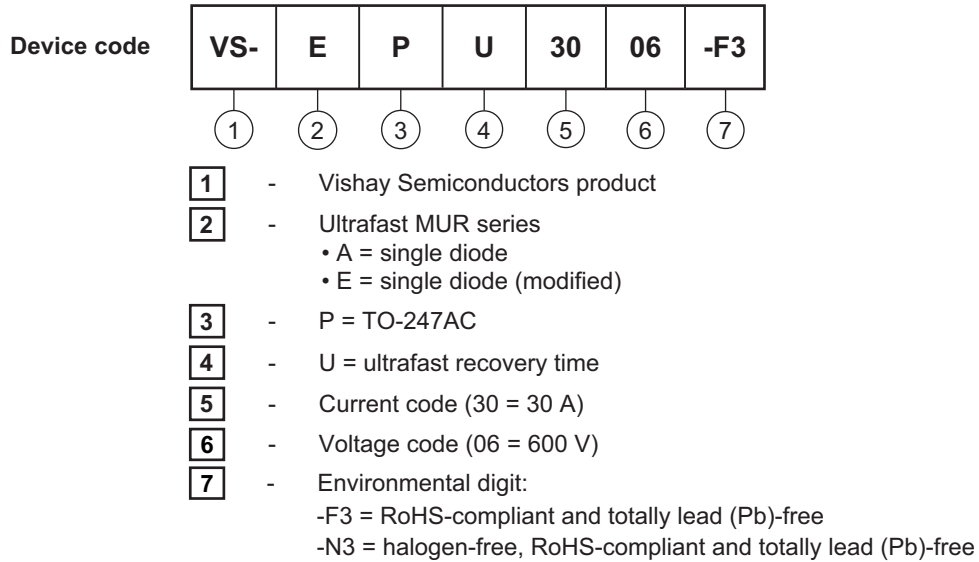 Device code VS- E P U 30 06 -F3
1 2 3 4 5 6 7
1 - Vishay Semiconductors product
2 - Ultrafast MUR series
• A = single diode
• E = single diode (modified)
3 - P = TO-247AC
4 - U = ultrafast recovery time
5 - Current code (30 = 30 A)
6 - Voltage code (06 = 600 V)
7 - Environmental digit:
-F3 = RoHS-compliant and totally lead (Pb)-free
-N3 = halogen-free, RoHS-compliant and totally lead (Pb)-free